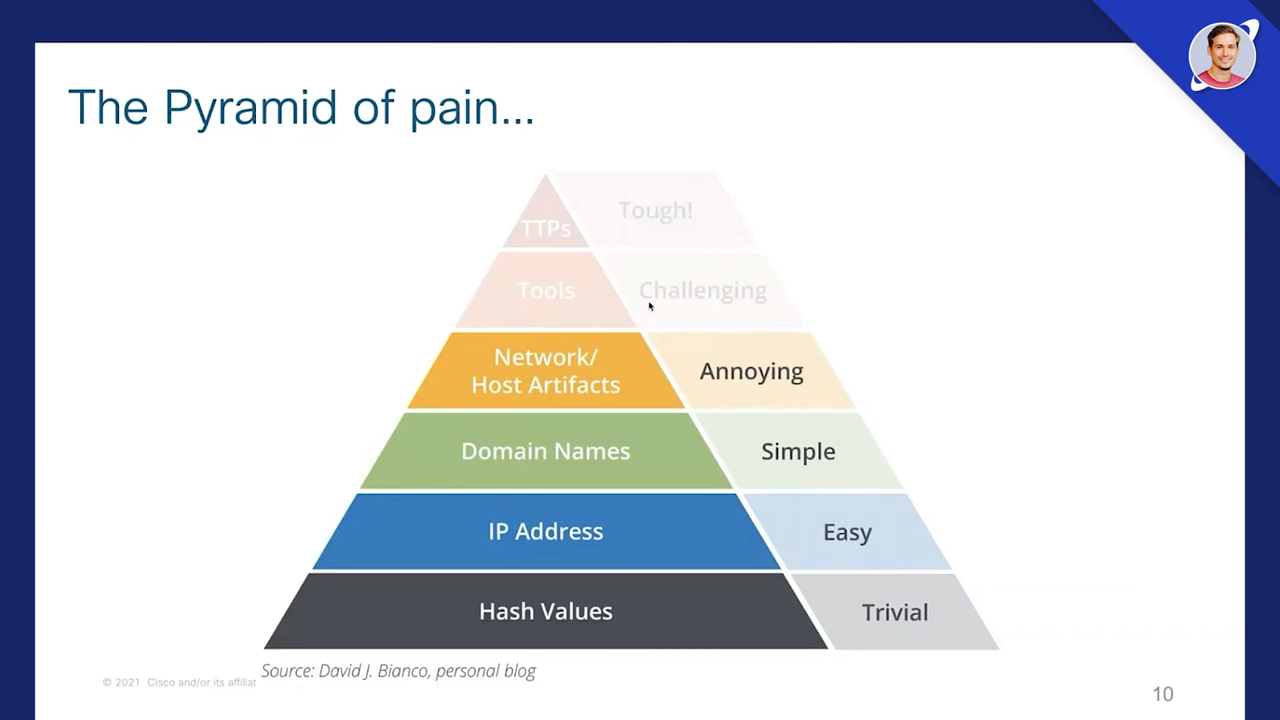 The Pyramid of pain...
TTPs
Tough!
Tools
Challenging
Network/
Host Artifacts
Annoying
Domain Names
Simple
IP Address
Easy
Hash Values
Trivial
Source: David J. Bianco, personal blog
© 2021 Cisco and/or its affiliat
10